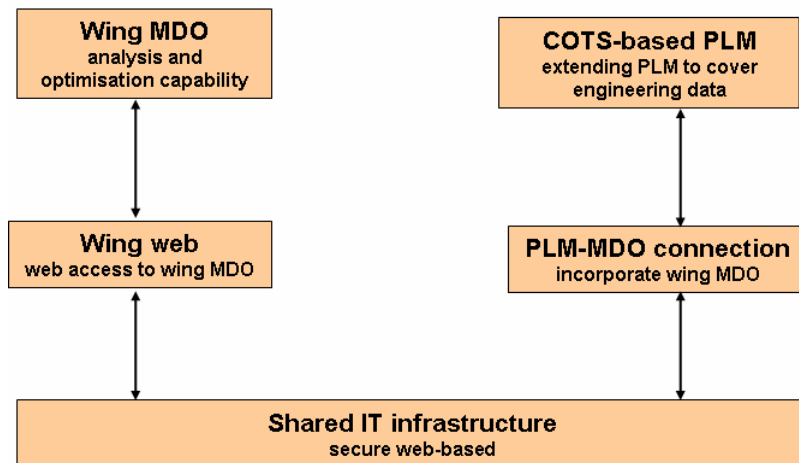 Wing MDO
analysis and
optimisation capability
COTS-based PLM
extending PLM to cover
engineering data
Wing web
web access to wing MDO
PLM-MDO connection
incorporate wing MDO
Shared IT infrastructure
secure web-based